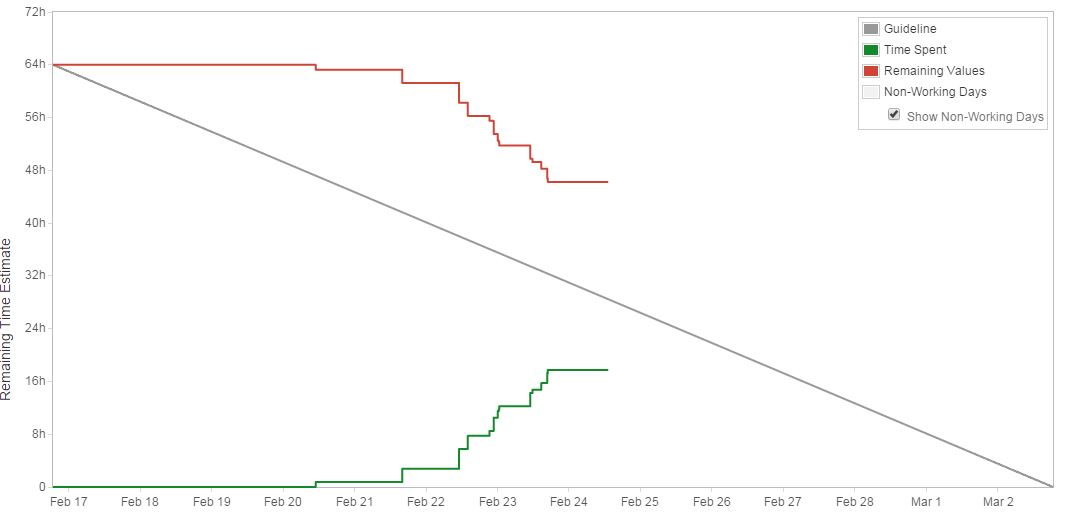 72h
64h
56h
48h
40h
32h
24h
16h
8h
0
Remaining Time Estimate
Guideline
Time Spent
Remaining Values
Non-Working Days
Show Non-Working Days
Feb 17 Feb 18 Feb 19 Feb 20 Feb 21 Feb 22 Feb 23 Feb 24 Feb 25 Feb 26 Feb 27 Feb 28 Mar 1 Mar 2